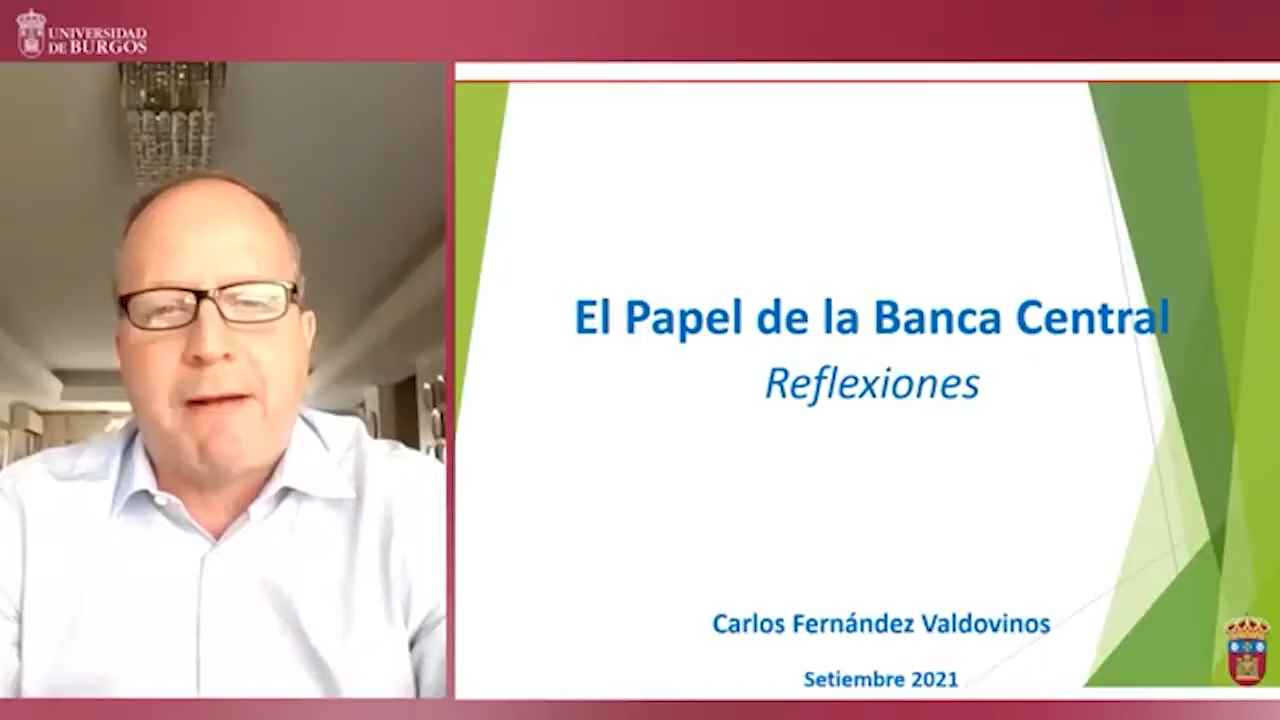 UNIVERSIDAD
DE BURGOS
El Papel de la Banca Central
Reflexiones
Carlos Fernández Valdovinos
Setiembre 2021